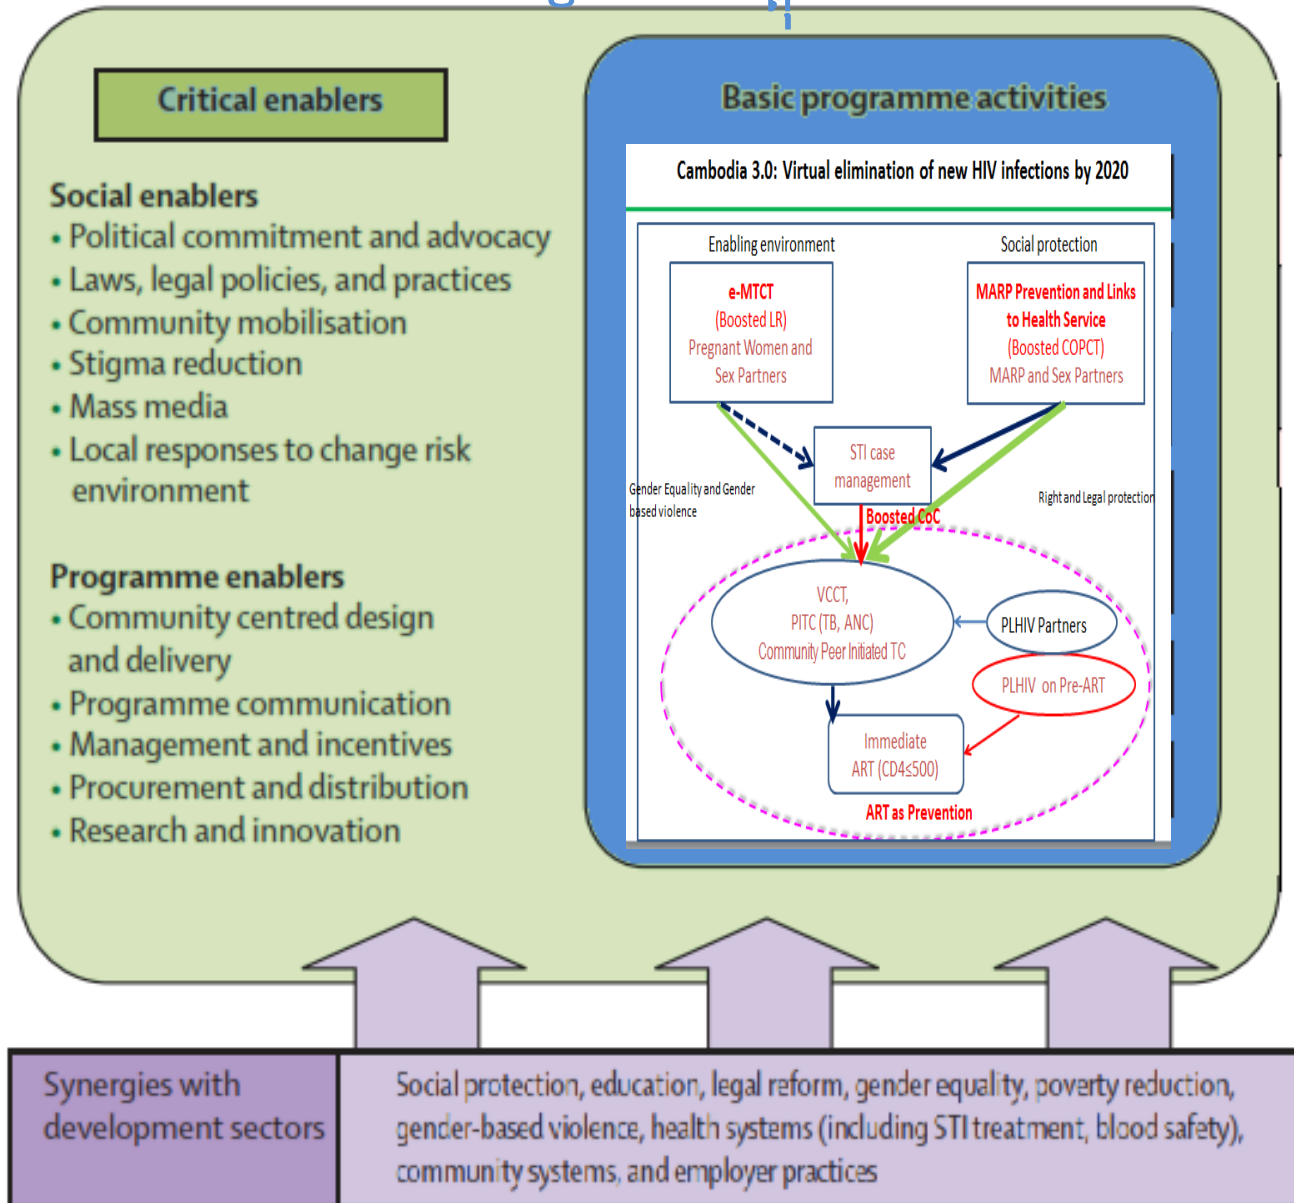 Critical enablers
Social enablers
• Political commitment and advocacy
• Laws, legal policies, and practices
• Community mobilisation
• Stigma reduction
• Mass media
• Local responses to change risk
environment
Programme enablers
• Community centred design
and delivery
• Programme communication
• Management and incentives
• Procurement and distribution
• Research and innovation
Basic programme activities
Cambodia 3.0: Virtual elimination of new HIV infections by 2020
Enabling environment
Social protection
e-MTCT
(Boosted LR)
Pregnant Women and
Sex Partners
MARP Prevention and Links
to Health Service
(Boosted COPCT)
MARP and Sex Partners
STI case
management
Gender Equality and Gender
based violence
Right and Legal protection
Boosted CoC
VCCT,
PITC (TB, ANC)
Community Peer Initiated TC
PLHIV Partners
PLHIV on Pre-ART
Immediate
ART (CD4≤500)
ART as Prevention
Synergies with
development sectors
Social protection, education, legal reform, gender equality, poverty reduction,
gender-based violence, health systems (including STI treatment, blood safety),
community systems, and employer practices